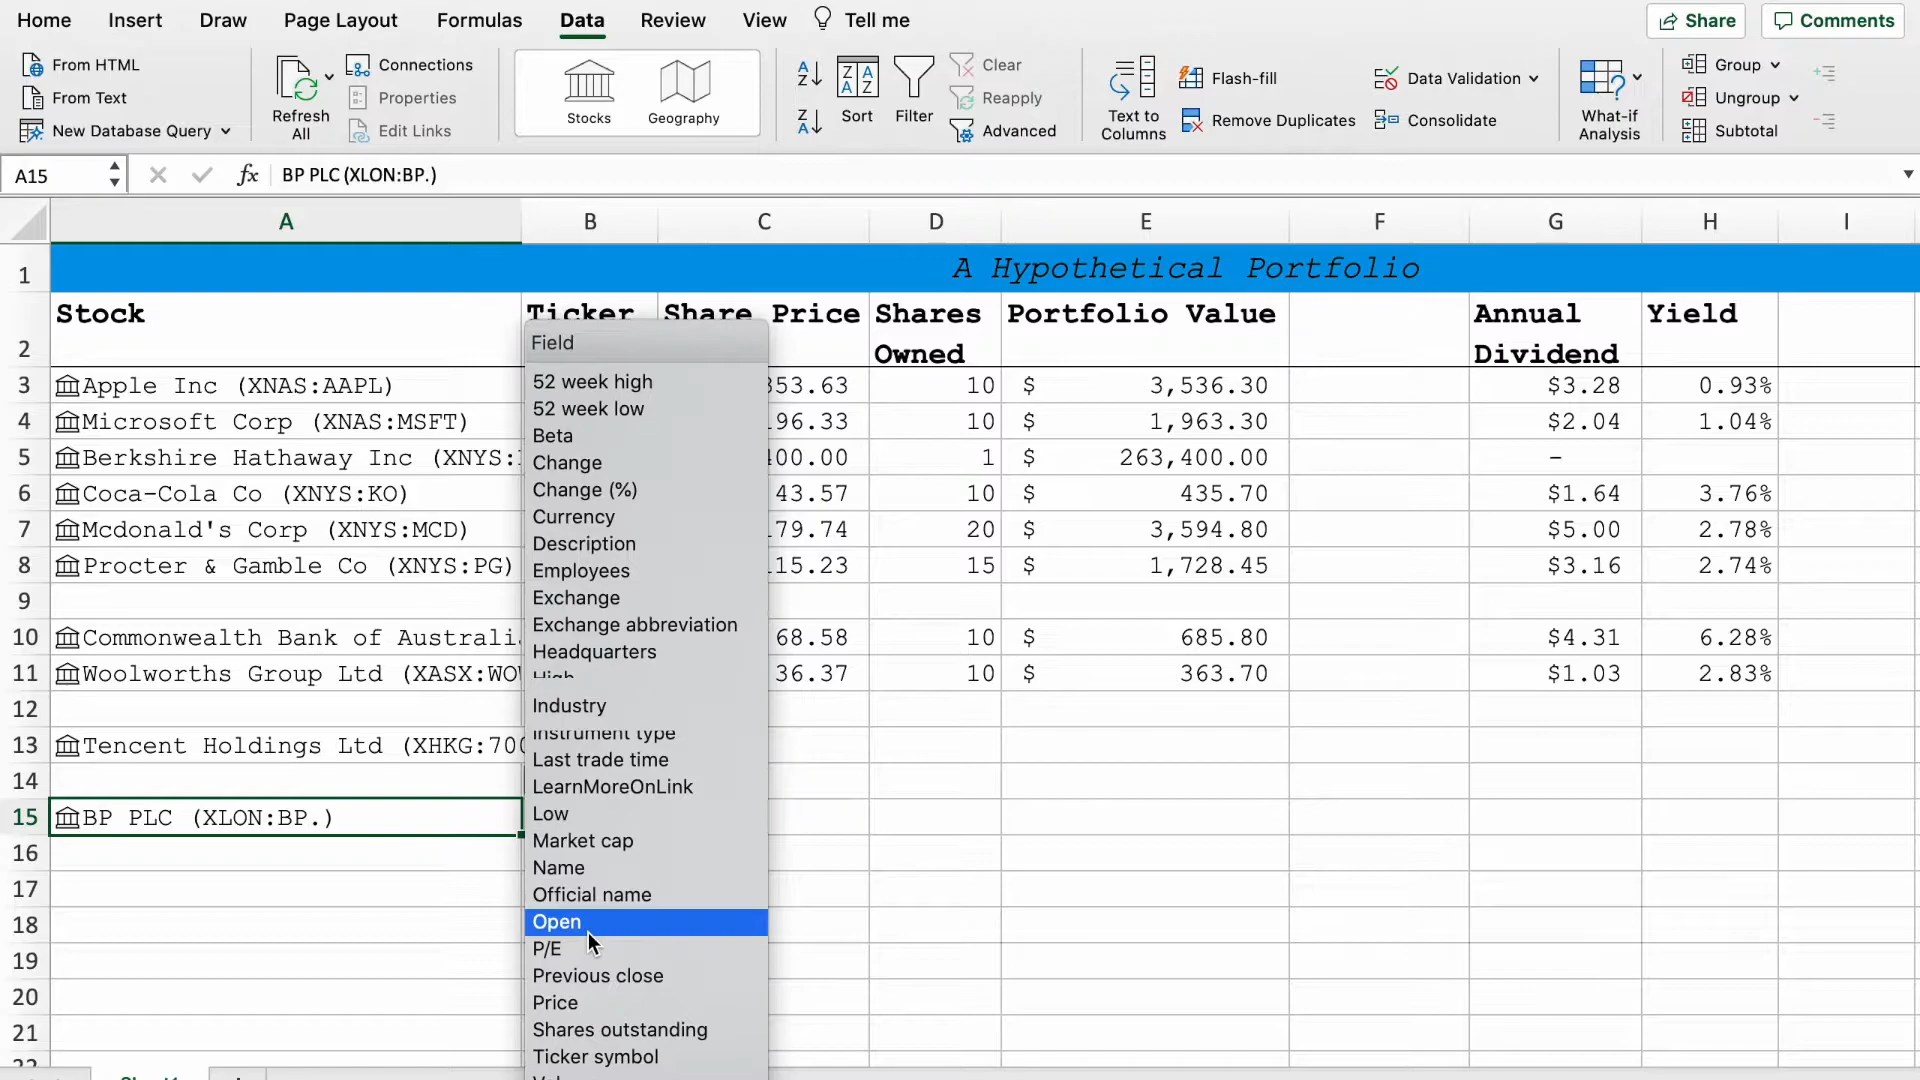 Home Insert Draw Page Layout Formulas Data Review View Tell me Share Comments
From HTML
From Text
New Database Query
Refresh
All
Connections
Properties
Edit Links
Stocks
Geography
Sort
Filter
Clear
Reapply
Advanced
Text to
Columns
Flash-fill
Remove Duplicates
Data Validation
Consolidate
What-if
Analysis
Group
Ungroup
Subtotal
A15 fx BP PLC (XLON:BP.)
A B C D E F G H I
1 A Hypothetical Portfolio
2 Stock Ticker Share Price Shares Owned Portfolio Value Annual Dividend Yield
3 Apple Inc (XNAS:AAPL) 353.63 10 $ 3,536.30 $3.28 0.93%
4 Microsoft Corp (XNAS:MSFT) 196.33 10 $ 1,963.30 $2.04 1.04%
5 Berkshire Hathaway Inc (XNYS: 400.00 1 $ 263,400.00 -
6 Coca-Cola Co (XNYS:KO) 43.57 10 $ 435.70 $1.64 3.76%
7 Mcdonald's Corp (XNYS:MCD) 179.74 20 $ 3,594.80 $5.00 2.78%
8 Procter & Gamble Co (XNYS:PG) 115.23 15 $ 1,728.45 $3.16 2.74%
9
10 Commonwealth Bank of Australi 68.58 10 $ 685.80 $4.31 6.28%
11 Woolworths Group Ltd (XASX:WO 36.37 10 $ 363.70 $1.03 2.83%
12
13 Tencent Holdings Ltd (XHKG:700
14
15 BP PLC (XLON:BP.)
16
17
18
19
20
21
Field
52 week high
52 week low
Beta
Change
Change (%)
Currency
Description
Employees
Exchange
Exchange abbreviation
Headquarters
High
Industry
Instrument type
Last trade time
LearnMoreOnLink
Low
Market cap
Name
Official name
Open
P/E
Previous close
Price
Shares outstanding
Ticker symbol